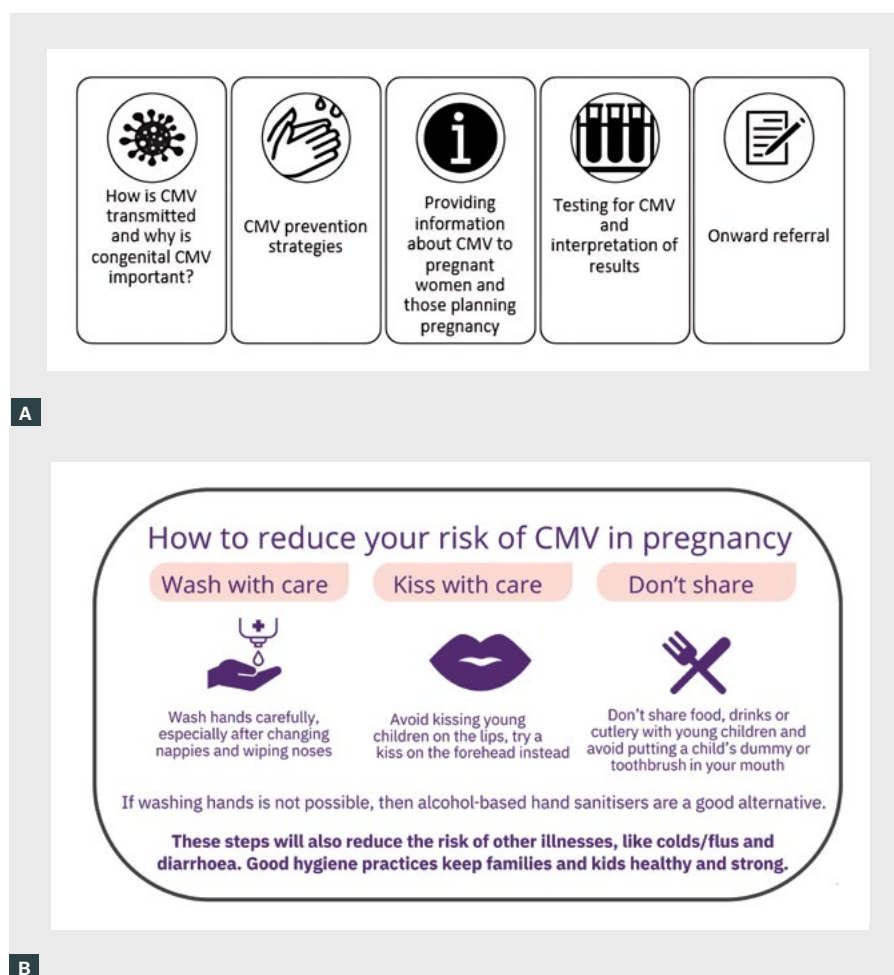 How is CMV
transmitted
and why is
congenital CMV
important?
CMV prevention
strategies
Providing
information
about CMV to
pregnant
women and
those planning
pregnancy
Testing for CMV
and
interpretation of
results
Onward referral
A
How to reduce your risk of CMV in pregnancy
Wash with care
Kiss with care
Don't share
Wash hands carefully,
especially after changing
nappies and wiping noses
Avoid kissing young
children on the lips, try a
kiss on the forehead instead
Don't share food, drinks or
cutlery with young children and
avoid putting a child's dummy or
toothbrush in your mouth
If washing hands is not possible, then alcohol-based hand sanitisers are a good alternative.
These steps will also reduce the risk of other illnesses, like colds/flus and
diarrhoea. Good hygiene practices keep families and kids healthy and strong.
B